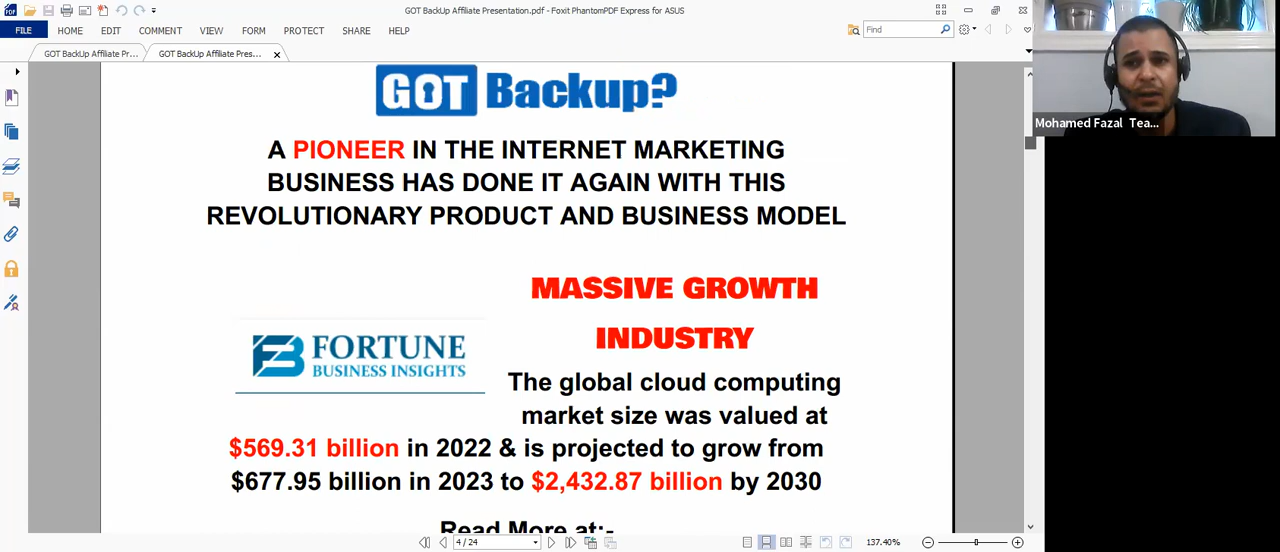 GOT BackUp Affiliate Presentation.pdf - Foxit PhantomPDF Express for ASUS
PDF
FILE HOME EDIT COMMENT VIEW FORM PROTECT SHARE HELP
Find
GOT BackUp Affiliate Pr... GOT BackUp Affiliate Pres...
Mohamed Fazal Tea...
GOT Backup?
A PIONEER IN THE INTERNET MARKETING
BUSINESS HAS DONE IT AGAIN WITH THIS
REVOLUTIONARY PRODUCT AND BUSINESS MODEL
MASSIVE GROWTH
INDUSTRY
FORTUNE
BUSINESS INSIGHTS
The global cloud computing
market size was valued at
$569.31 billion in 2022 & is projected to grow from
$677.95 billion in 2023 to $2,432.87 billion by 2030
Read More at:-
4 / 24
137.40%